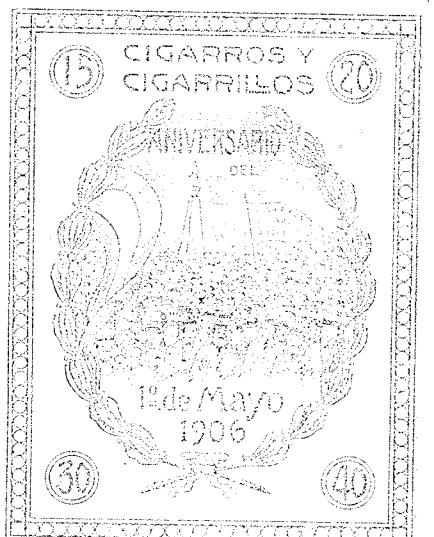 15
CIGARROS Y
20
CIGARRILLOS
ANIVERSARIO
DEL
1º de Mayo
1906
30
40